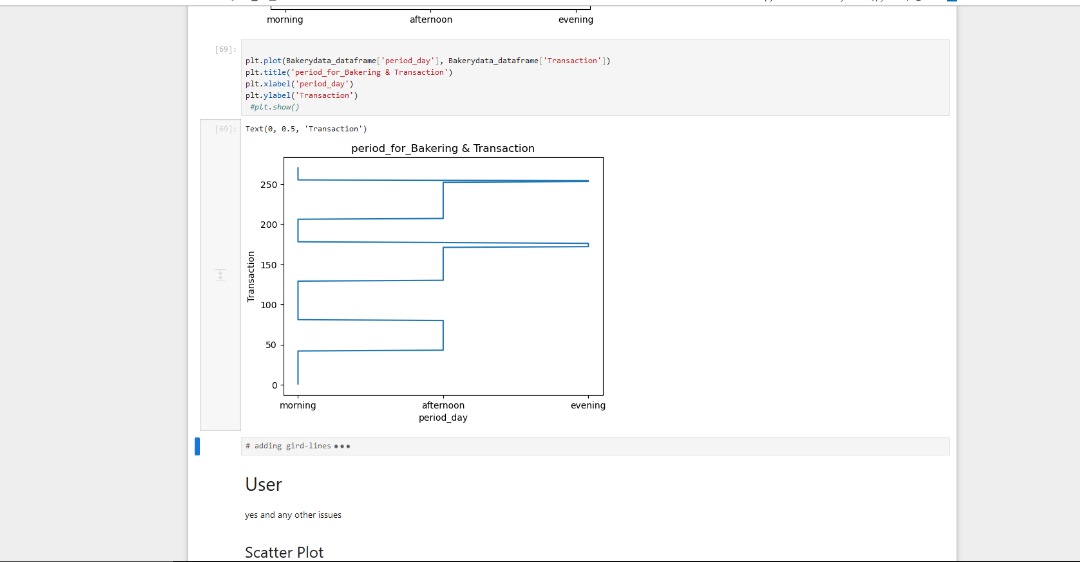 morning afternoon evening
[69]:
plt.plot(Bakerydata_dataframe['period_day'], Bakerydata_dataframe['Transaction'])
plt.title('period_for_Bakering & Transaction')
plt.xlabel('period_day')
plt.ylabel('Transaction')
#plt.show()
[69]: Text(0, 0.5, 'Transaction')
period_for_Bakering & Transaction
250
200
150
100
50
0
Transaction
morning afternoon evening
period_day
# adding gird-lines •••
User
yes and any other issues
Scatter Plot